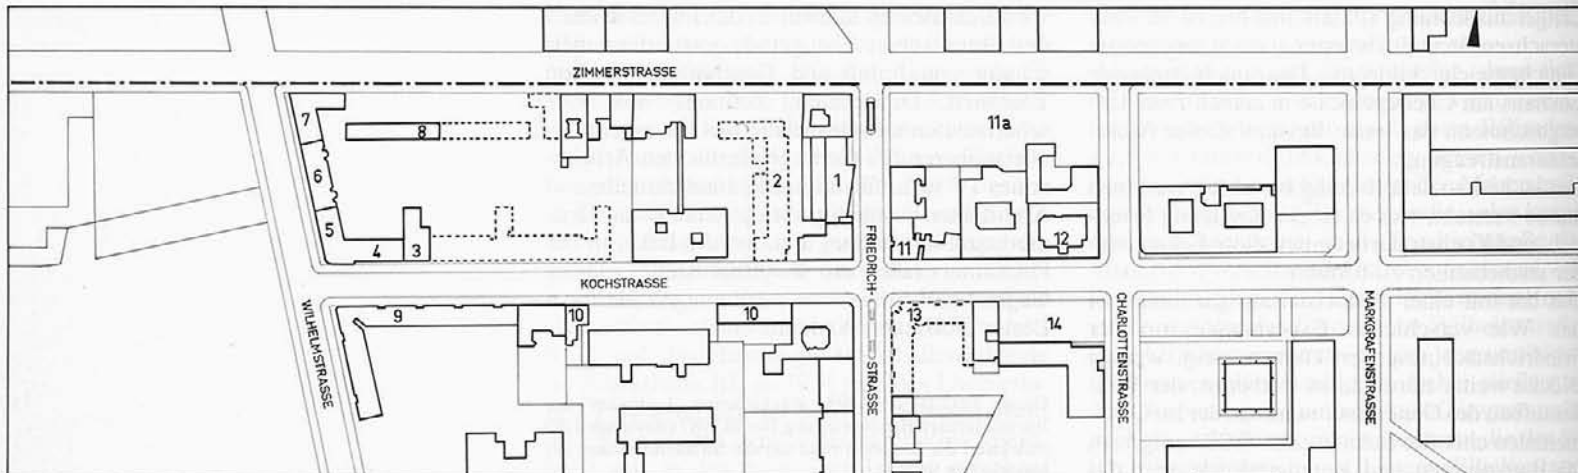 ZIMMERSTRASSE
7
8
11a
6
2
1
5
4
3
11
12
FRIEDRICH-
KOCHSTRASSE
9
10
10
13
14
WILHELMSTRASSE
STRASSE
CHARLOTTENSTRASSE
MARKGRAFENSTRASSE